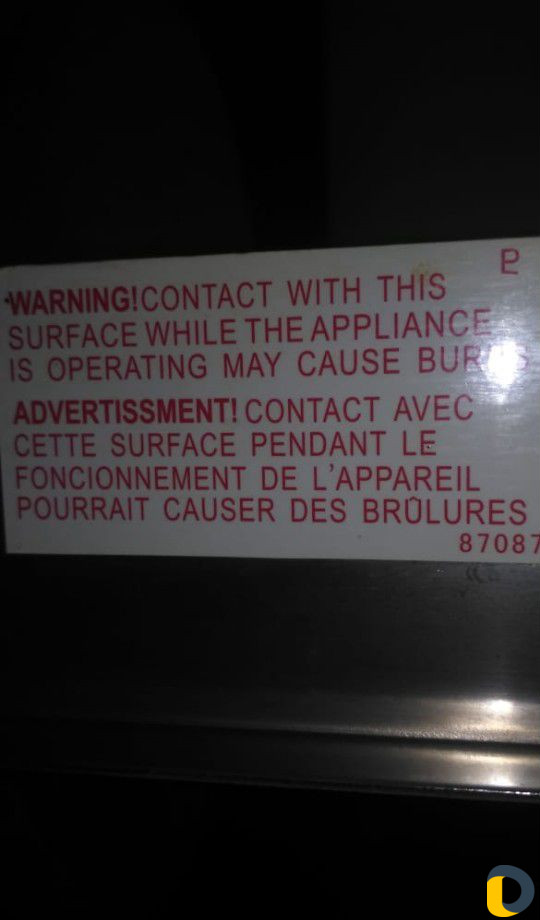 WARNING! CONTACT WITH THIS
SURFACE WHILE THE APPLIANCE
IS OPERATING MAY CAUSE BURNS
ADVERTISSMENT! CONTACT AVEC
CETTE SURFACE PENDANT LE
FONCIONNEMENT DE L'APPAREIL
POURRAIT CAUSER DES BRÛLURES
87087